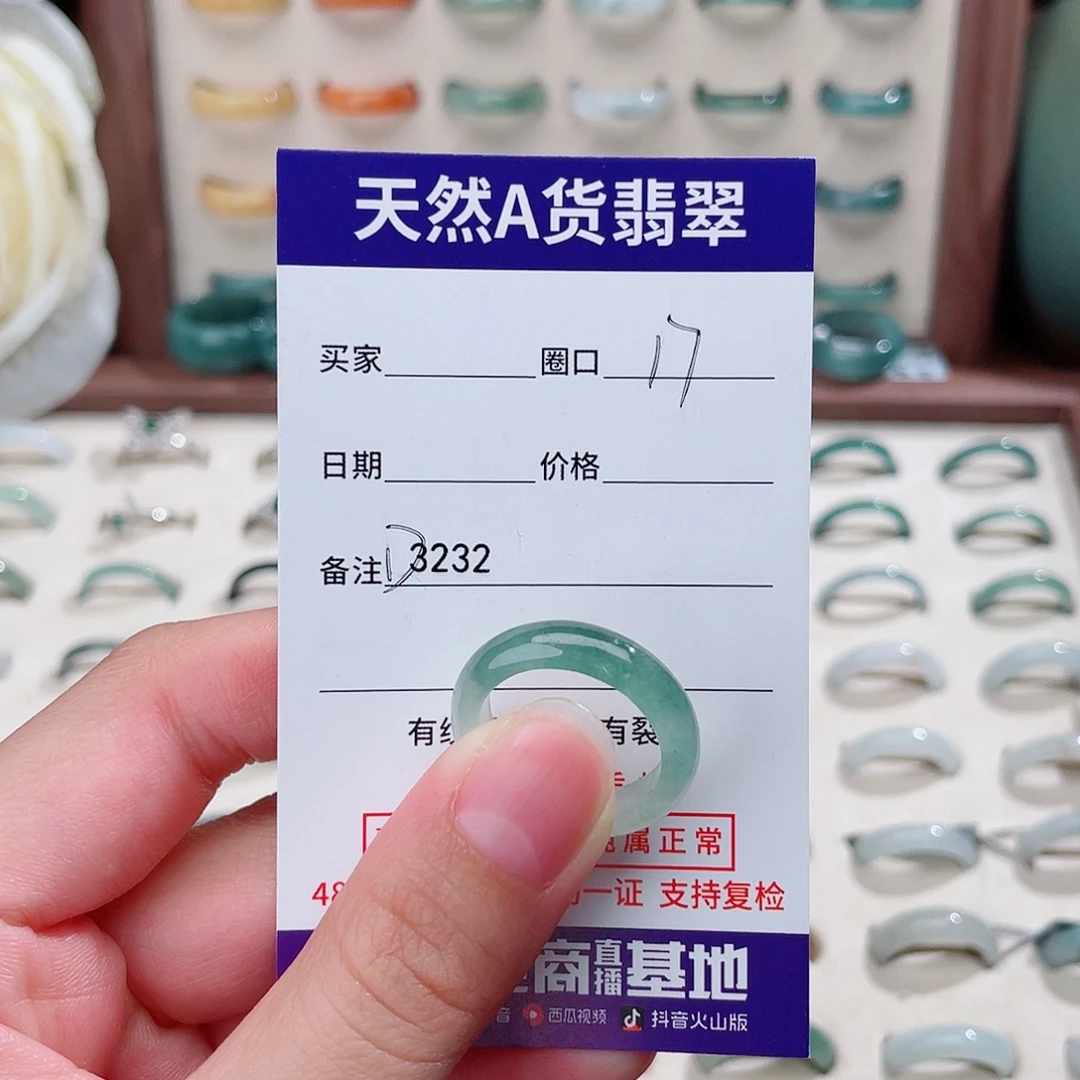 天然A货翡翠
买家 圈口 17
日期 价格
备注 D3232
有 有裂
属正常
48 一证 支持复检
商直播基地
音 西瓜视频 抖音火山版